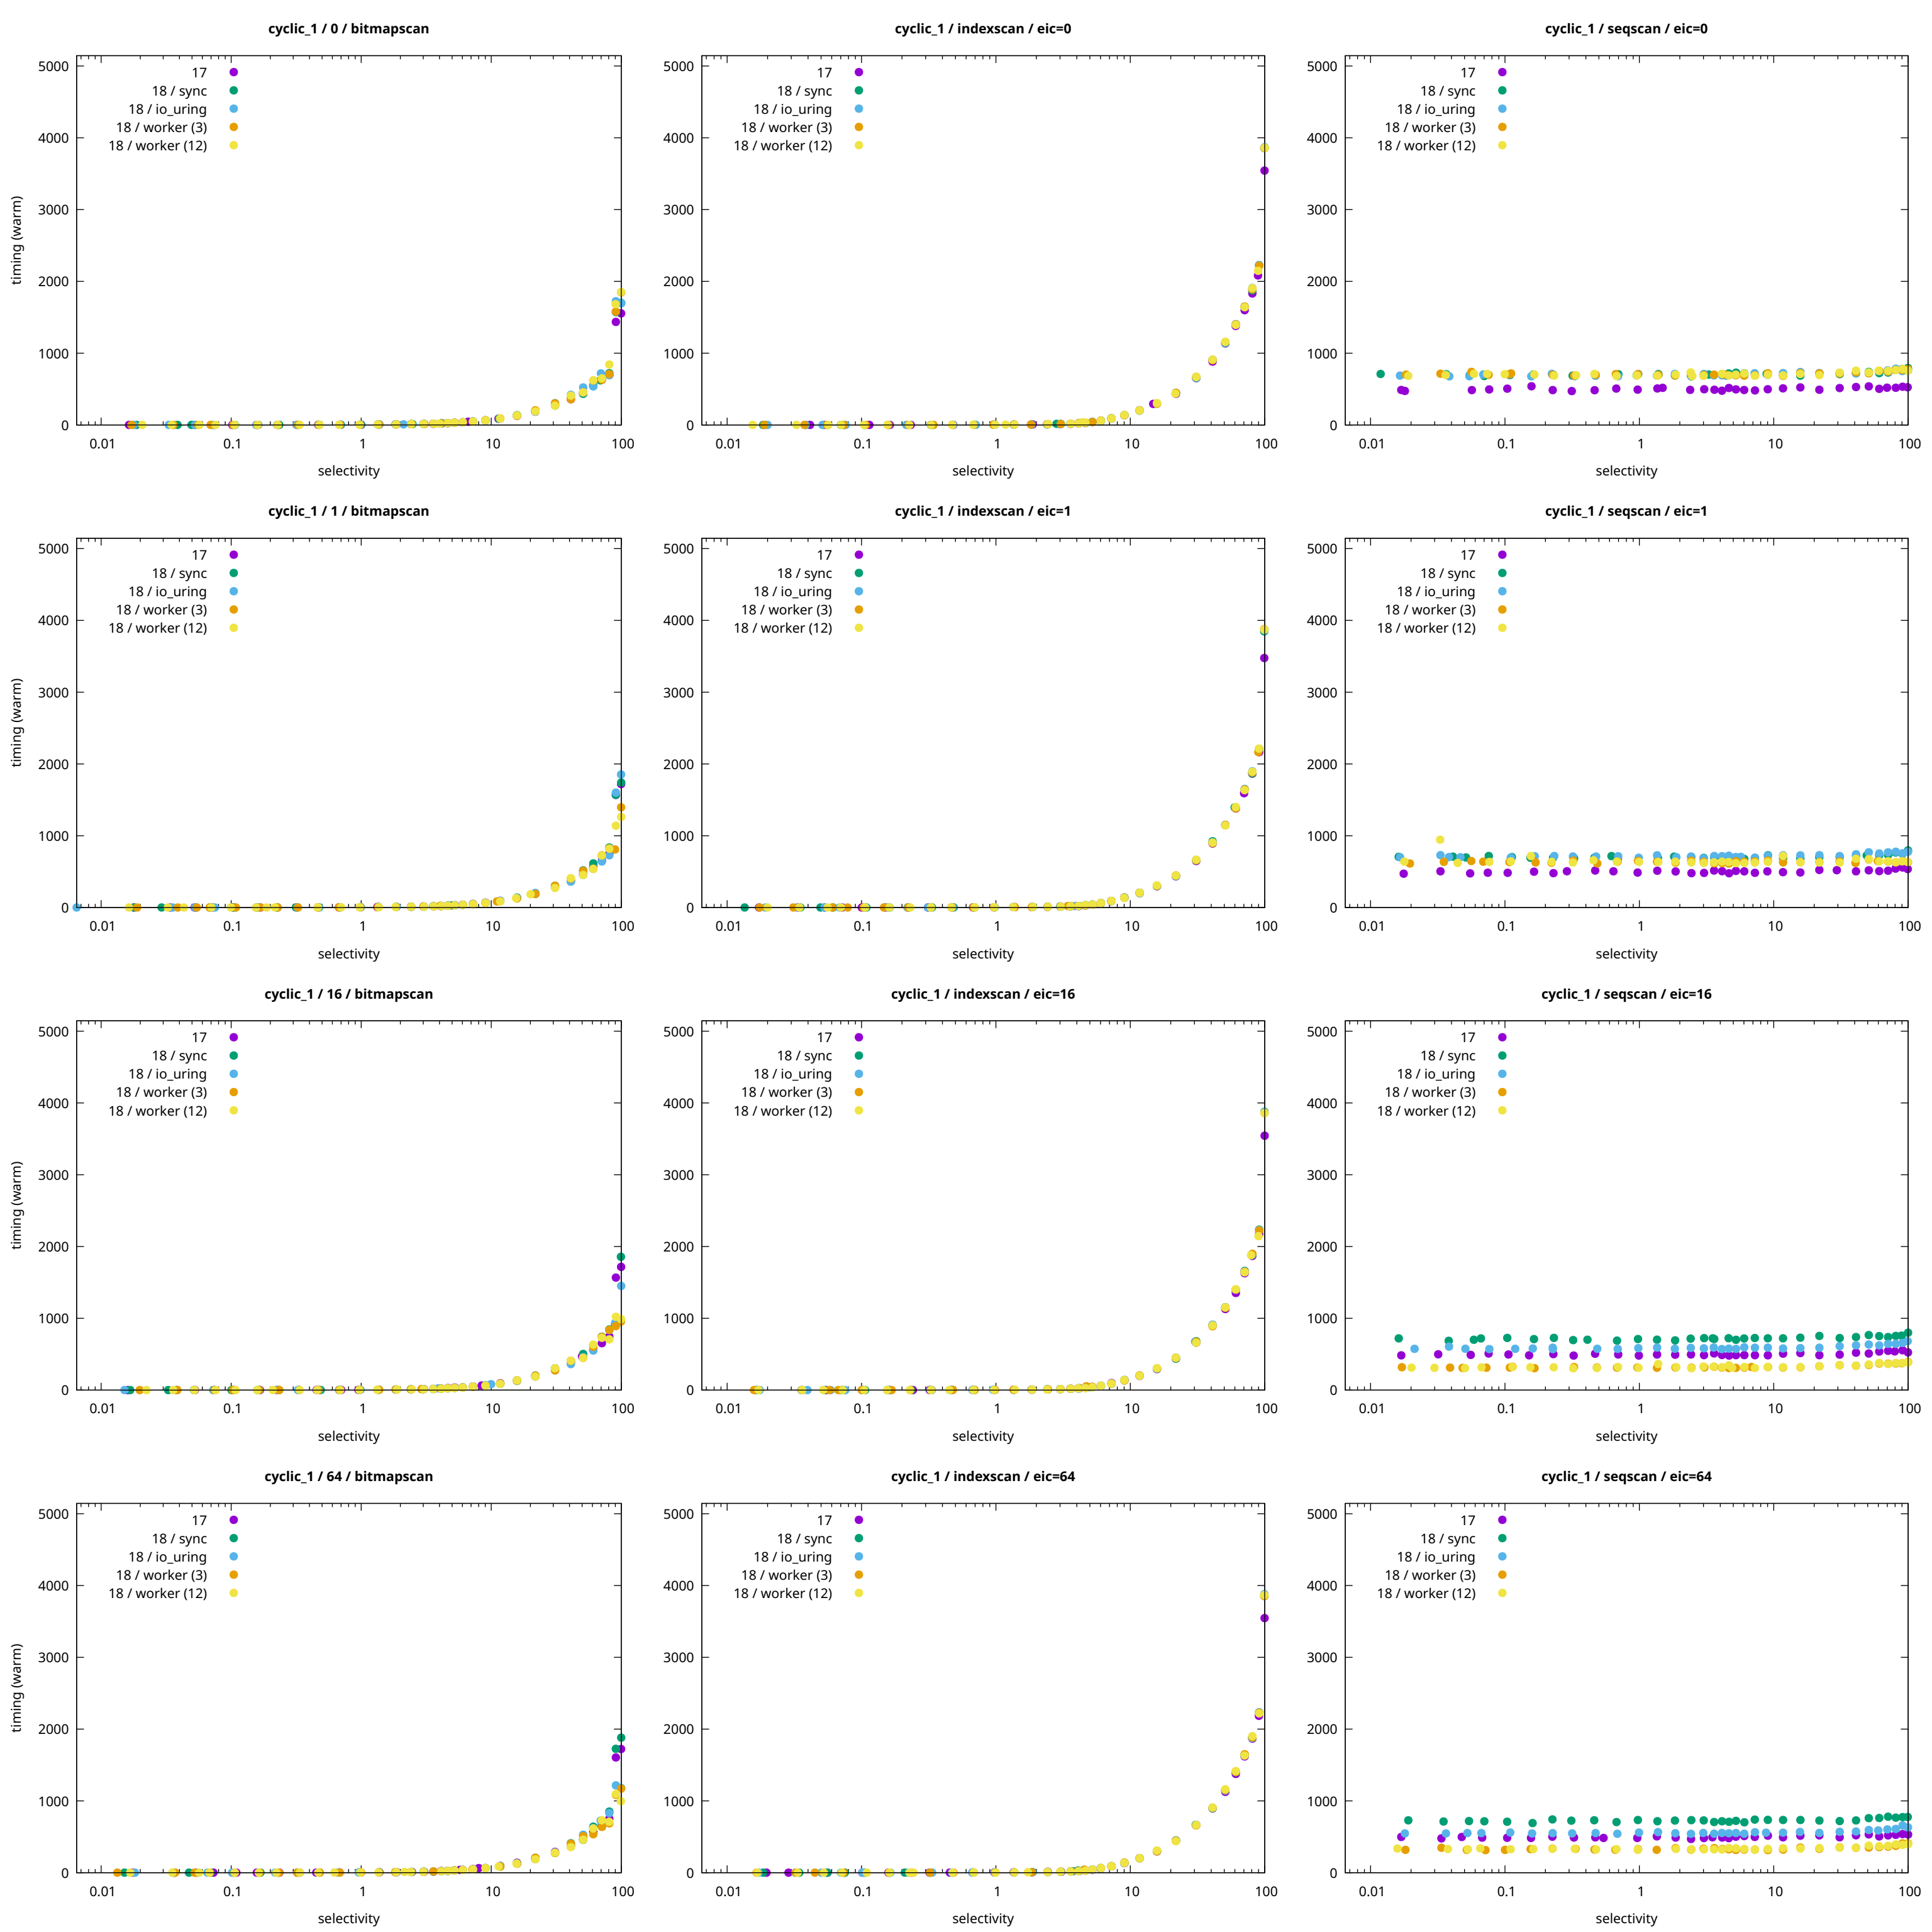 cyclic_1 / 0 / bitmapscan
5000
4000
3000
2000
1000
0
timing (warm)
17
18 / sync
18 / io_uring
18 / worker (3)
18 / worker (12)
0.01 0.1 1 10 100
selectivity
cyclic_1 / indexscan / eic=0
5000
4000
3000
2000
1000
0
17
18 / sync
18 / io_uring
18 / worker (3)
18 / worker (12)
0.01 0.1 1 10 100
selectivity
cyclic_1 / seqscan / eic=0
5000
4000
3000
2000
1000
0
17
18 / sync
18 / io_uring
18 / worker (3)
18 / worker (12)
0.01 0.1 1 10 100
selectivity
cyclic_1 / 1 / bitmapscan
5000
4000
3000
2000
1000
0
timing (warm)
17
18 / sync
18 / io_uring
18 / worker (3)
18 / worker (12)
0.01 0.1 1 10 100
selectivity
cyclic_1 / indexscan / eic=1
5000
4000
3000
2000
1000
0
17
18 / sync
18 / io_uring
18 / worker (3)
18 / worker (12)
0.01 0.1 1 10 100
selectivity
cyclic_1 / seqscan / eic=1
5000
4000
3000
2000
1000
0
17
18 / sync
18 / io_uring
18 / worker (3)
18 / worker (12)
0.01 0.1 1 10 100
selectivity
cyclic_1 / 16 / bitmapscan
5000
4000
3000
2000
1000
0
timing (warm)
17
18 / sync
18 / io_uring
18 / worker (3)
18 / worker (12)
0.01 0.1 1 10 100
selectivity
cyclic_1 / indexscan / eic=16
5000
4000
3000
2000
1000
0
17
18 / sync
18 / io_uring
18 / worker (3)
18 / worker (12)
0.01 0.1 1 10 100
selectivity
cyclic_1 / seqscan / eic=16
5000
4000
3000
2000
1000
0
17
18 / sync
18 / io_uring
18 / worker (3)
18 / worker (12)
0.01 0.1 1 10 100
selectivity
cyclic_1 / 64 / bitmapscan
5000
4000
3000
2000
1000
0
timing (warm)
17
18 / sync
18 / io_uring
18 / worker (3)
18 / worker (12)
0.01 0.1 1 10 100
selectivity
cyclic_1 / indexscan / eic=64
5000
4000
3000
2000
1000
0
17
18 / sync
18 / io_uring
18 / worker (3)
18 / worker (12)
0.01 0.1 1 10 100
selectivity
cyclic_1 / seqscan / eic=64
5000
4000
3000
2000
1000
0
17
18 / sync
18 / io_uring
18 / worker (3)
18 / worker (12)
0.01 0.1 1 10 100
selectivity